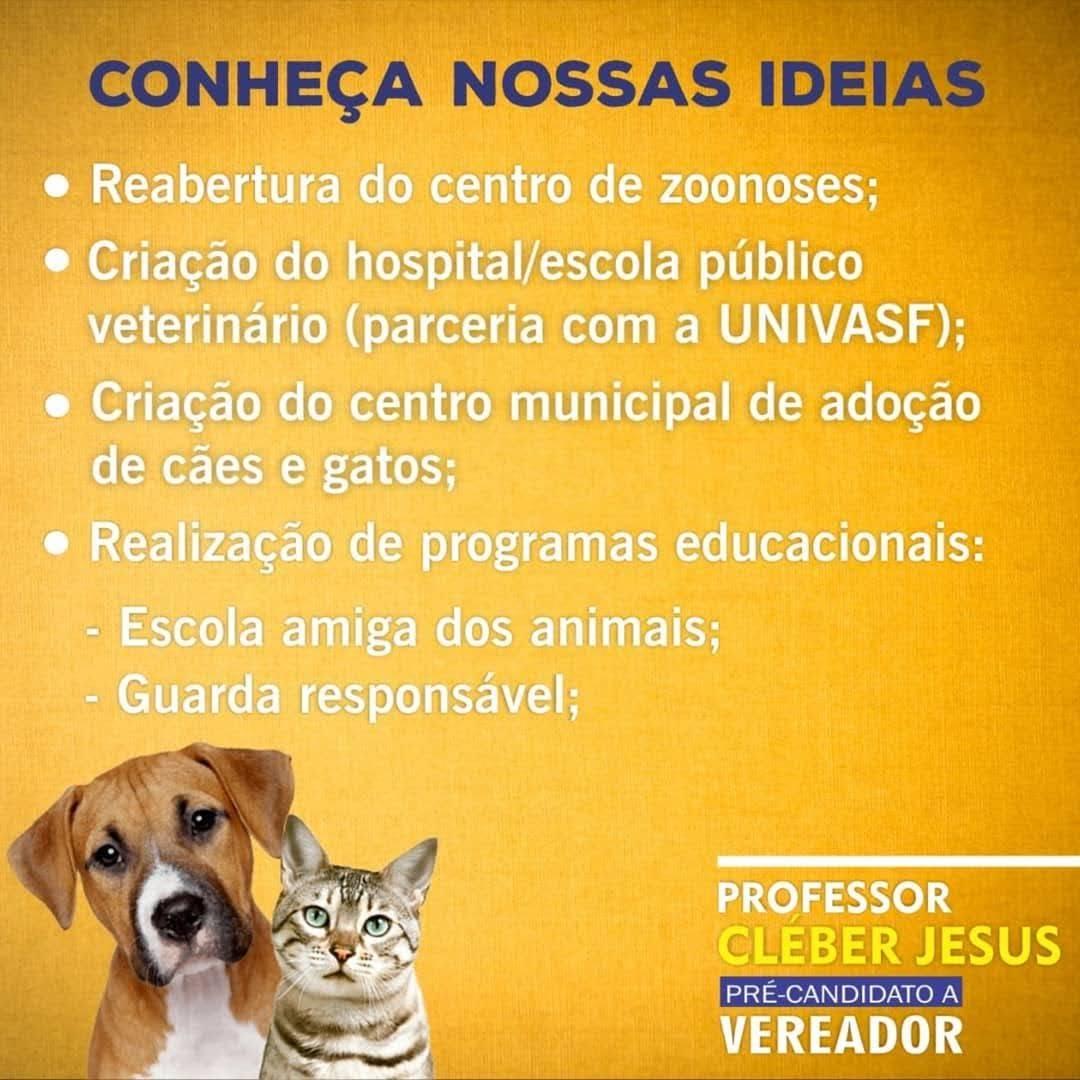 CONHEÇA NOSSAS IDEIAS
• Reabertura do centro de zoonoses;
• Criação do hospital/escola público
veterinário (parceria com a UNIVASF);
• Criação do centro municipal de adoção
de cães e gatos;
• Realização de programas educacionais:
- Escola amiga dos animais;
- Guarda responsável;
PROFESSOR
CLÉBER JESUS
PRÉ-CANDIDATO A
VEREADOR